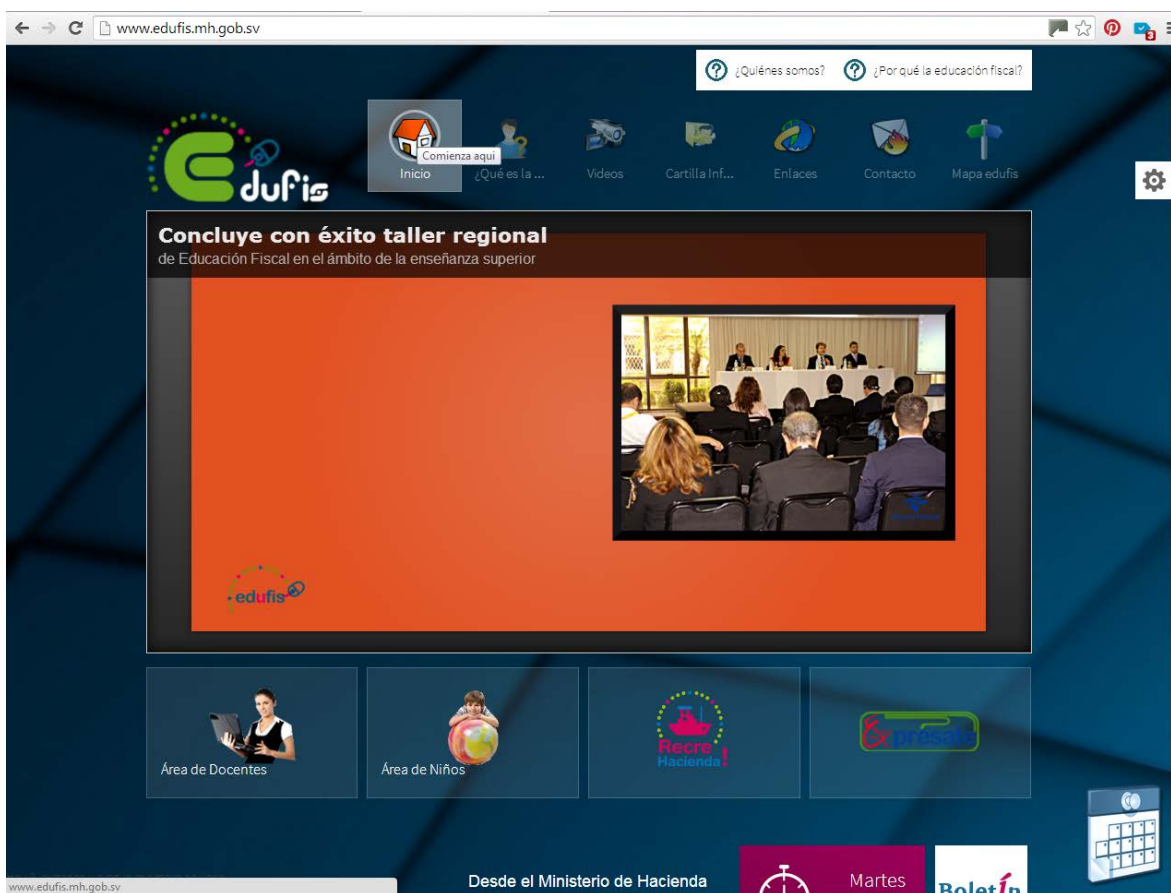 www.edufis.mh.gob.sv
3
¿Quiénes somos? ¿Por qué la educación fiscal?
Edufis
Comienza aqui
Inicio ¿Qué es la ... Videos Cartilla Inf... Enlaces Contacto Mapa edufis
Concluye con éxito taller regional
de Educación Fiscal en el ámbito de la enseñanza superior
edufis
Área de Docentes
Área de Niños
Recre
Hacienda!
Exprésate
Desde el Ministerio de Hacienda
Martes
Boletín
www.edufis.mh.gob.sv